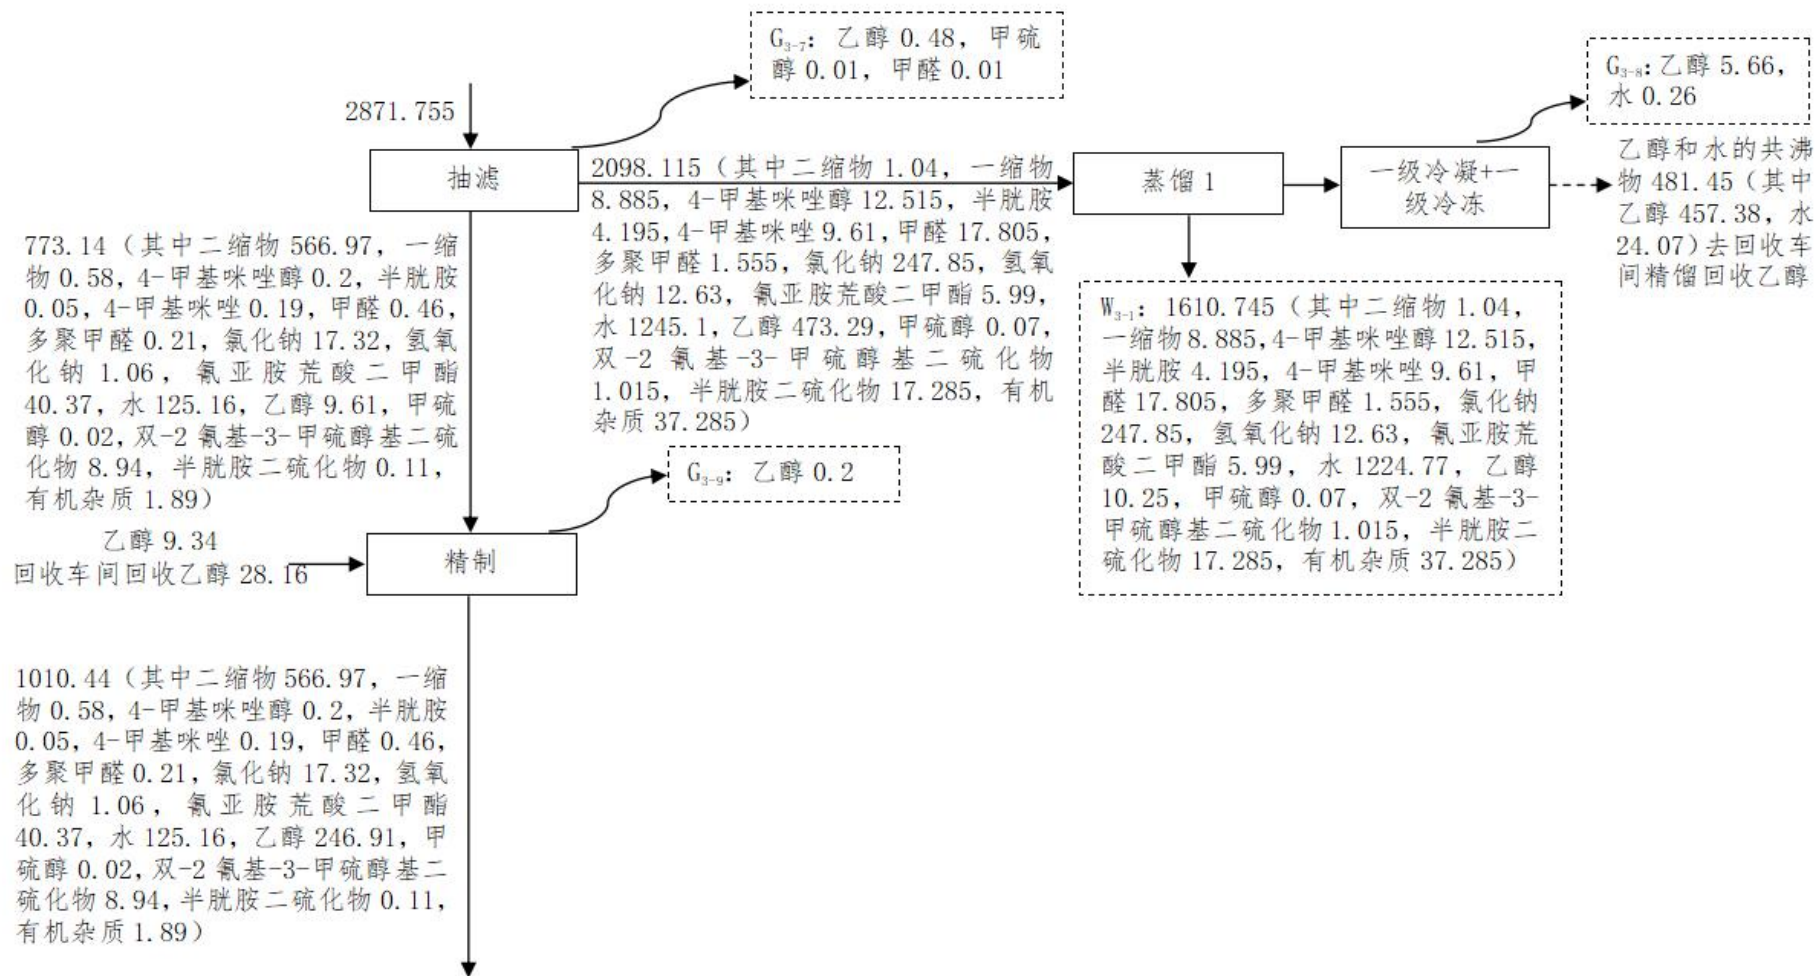 G₃₋₇：乙醇 0.48，甲硫
醇 0.01，甲醛 0.01
G₃₋₈：乙醇 5.66，
水 0.26
2871.755
抽滤
2098.115（其中二缩物 1.04，一缩物
8.885，4-甲基咪唑醇 12.515，半胱胺
4.195，4-甲基咪唑 9.61，甲醛 17.805，
多聚甲醛 1.555，氯化钠 247.85，氢氧
化钠 12.63，氰亚胺荒酸二甲酯 5.99，
水 1245.1，乙醇 473.29，甲硫醇 0.07，
双-2 氰基-3-甲硫醇基二硫化物
1.015，半胱胺二硫化物 17.285，有机
杂质 37.285）
蒸馏 1
一级冷凝+一
级冷冻
乙醇和水的共沸
物 481.45（其中
乙醇 457.38，水
24.07）去回收车
间精馏回收乙醇
773.14（其中二缩物 566.97，一缩
物 0.58，4-甲基咪唑醇 0.2，半胱胺
0.05，4-甲基咪唑 0.19，甲醛 0.46，
多聚甲醛 0.21，氯化钠 17.32，氢氧
化钠 1.06，氰亚胺荒酸二甲酯
40.37，水 125.16，乙醇 9.61，甲硫
醇 0.02，双-2 氰基-3-甲硫醇基二硫
化物 8.94，半胱胺二硫化物 0.11，
有机杂质 1.89）
W₃₋₁：1610.745（其中二缩物 1.04，
一缩物 8.885，4-甲基咪唑醇 12.515，
半胱胺 4.195，4-甲基咪唑 9.61，甲
醛 17.805，多聚甲醛 1.555，氯化钠
247.85，氢氧化钠 12.63，氰亚胺荒
酸二甲酯 5.99，水 1224.77，乙醇
10.25，甲硫醇 0.07，双-2 氰基-3-
甲硫醇基二硫化物 1.015，半胱胺二
硫化物 17.285，有机杂质 37.285）
G₃₋₉：乙醇 0.2
乙醇 9.34
回收车间回收乙醇 28.16
精制
1010.44（其中二缩物 566.97，一缩
物 0.58，4-甲基咪唑醇 0.2，半胱胺
0.05，4-甲基咪唑 0.19，甲醛 0.46，
多聚甲醛 0.21，氯化钠 17.32，氢氧
化钠 1.06，氰亚胺荒酸二甲酯
40.37，水 125.16，乙醇 246.91，甲
硫醇 0.02，双-2 氰基-3-甲硫醇基二
硫化物 8.94，半胱胺二硫化物 0.11，
有机杂质 1.89）